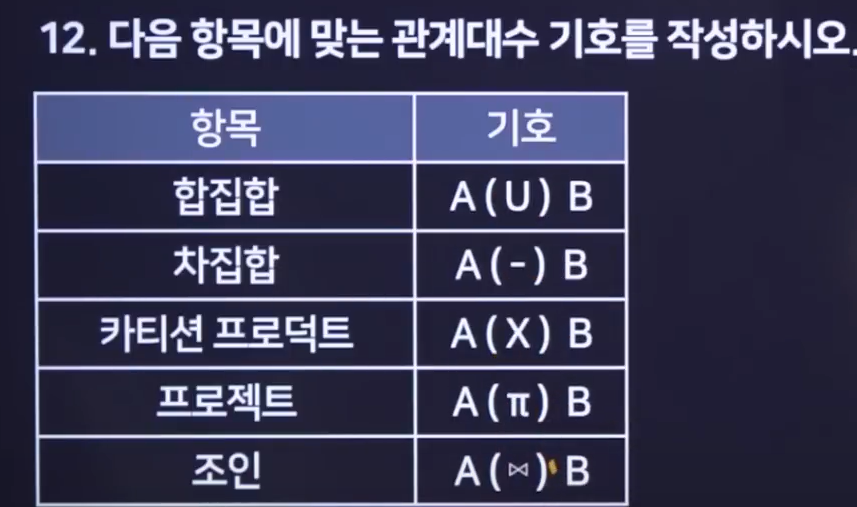 12. 다음 항목에 맞는 관계대수 기호를 작성하시오.
항목 기호
합집합 A ( U ) B
차집합 A ( - ) B
카티션 프로덕트 A ( X ) B
프로젝트 A ( π ) B
조인 A ( ⋈ ) B